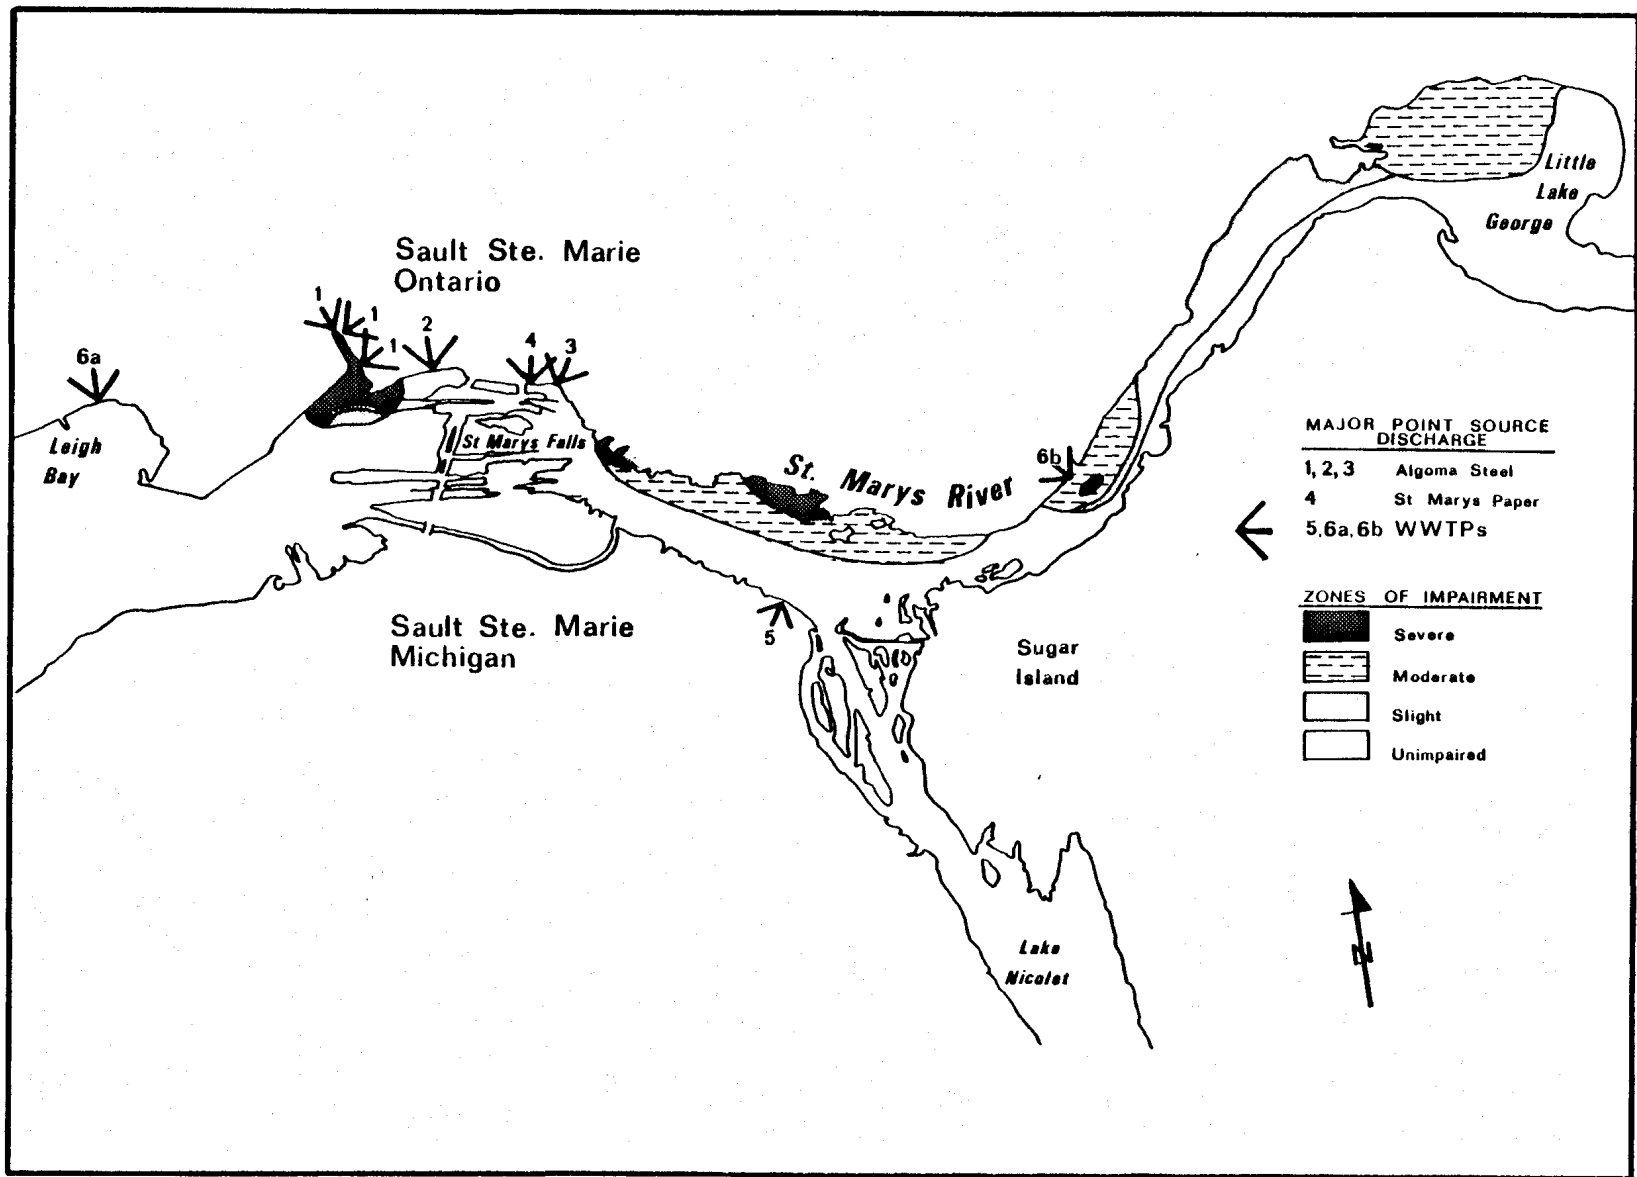 Little
Lake
George
Sault Ste. Marie
Ontario
1
1
1
2
4
3
6a
Leigh
Bay
St Marys Falls
St. Marys River
6b
MAJOR POINT SOURCE
DISCHARGE
1, 2, 3 Algoma Steel
4 St Marys Paper
5, 6a, 6b WWTPs
ZONES OF IMPAIRMENT
Severe
Moderate
Slight
Unimpaired
Sault Ste. Marie
Michigan
5
Sugar
Island
Lake
Nicolet
N